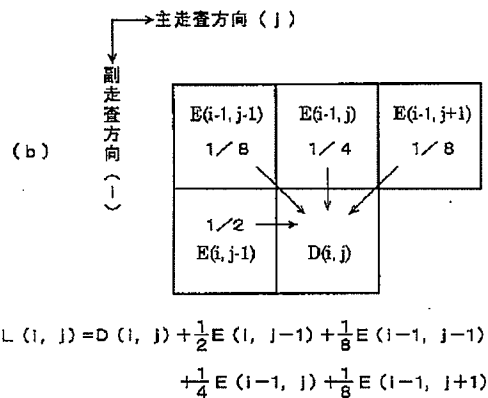 →主走査方向(j)
副走査方向(i)
(b)
E(i-1, j-1) E(i-1, j) E(i-1, j+1)
1/8 1/4 1/8
1/2
E(i, j-1) D(i, j)
L(i, j)=D(i, j)+1/2E(i, j-1)+1/8E(i-1, j-1)
+1/4E(i-1, j)+1/8E(i-1, j+1)